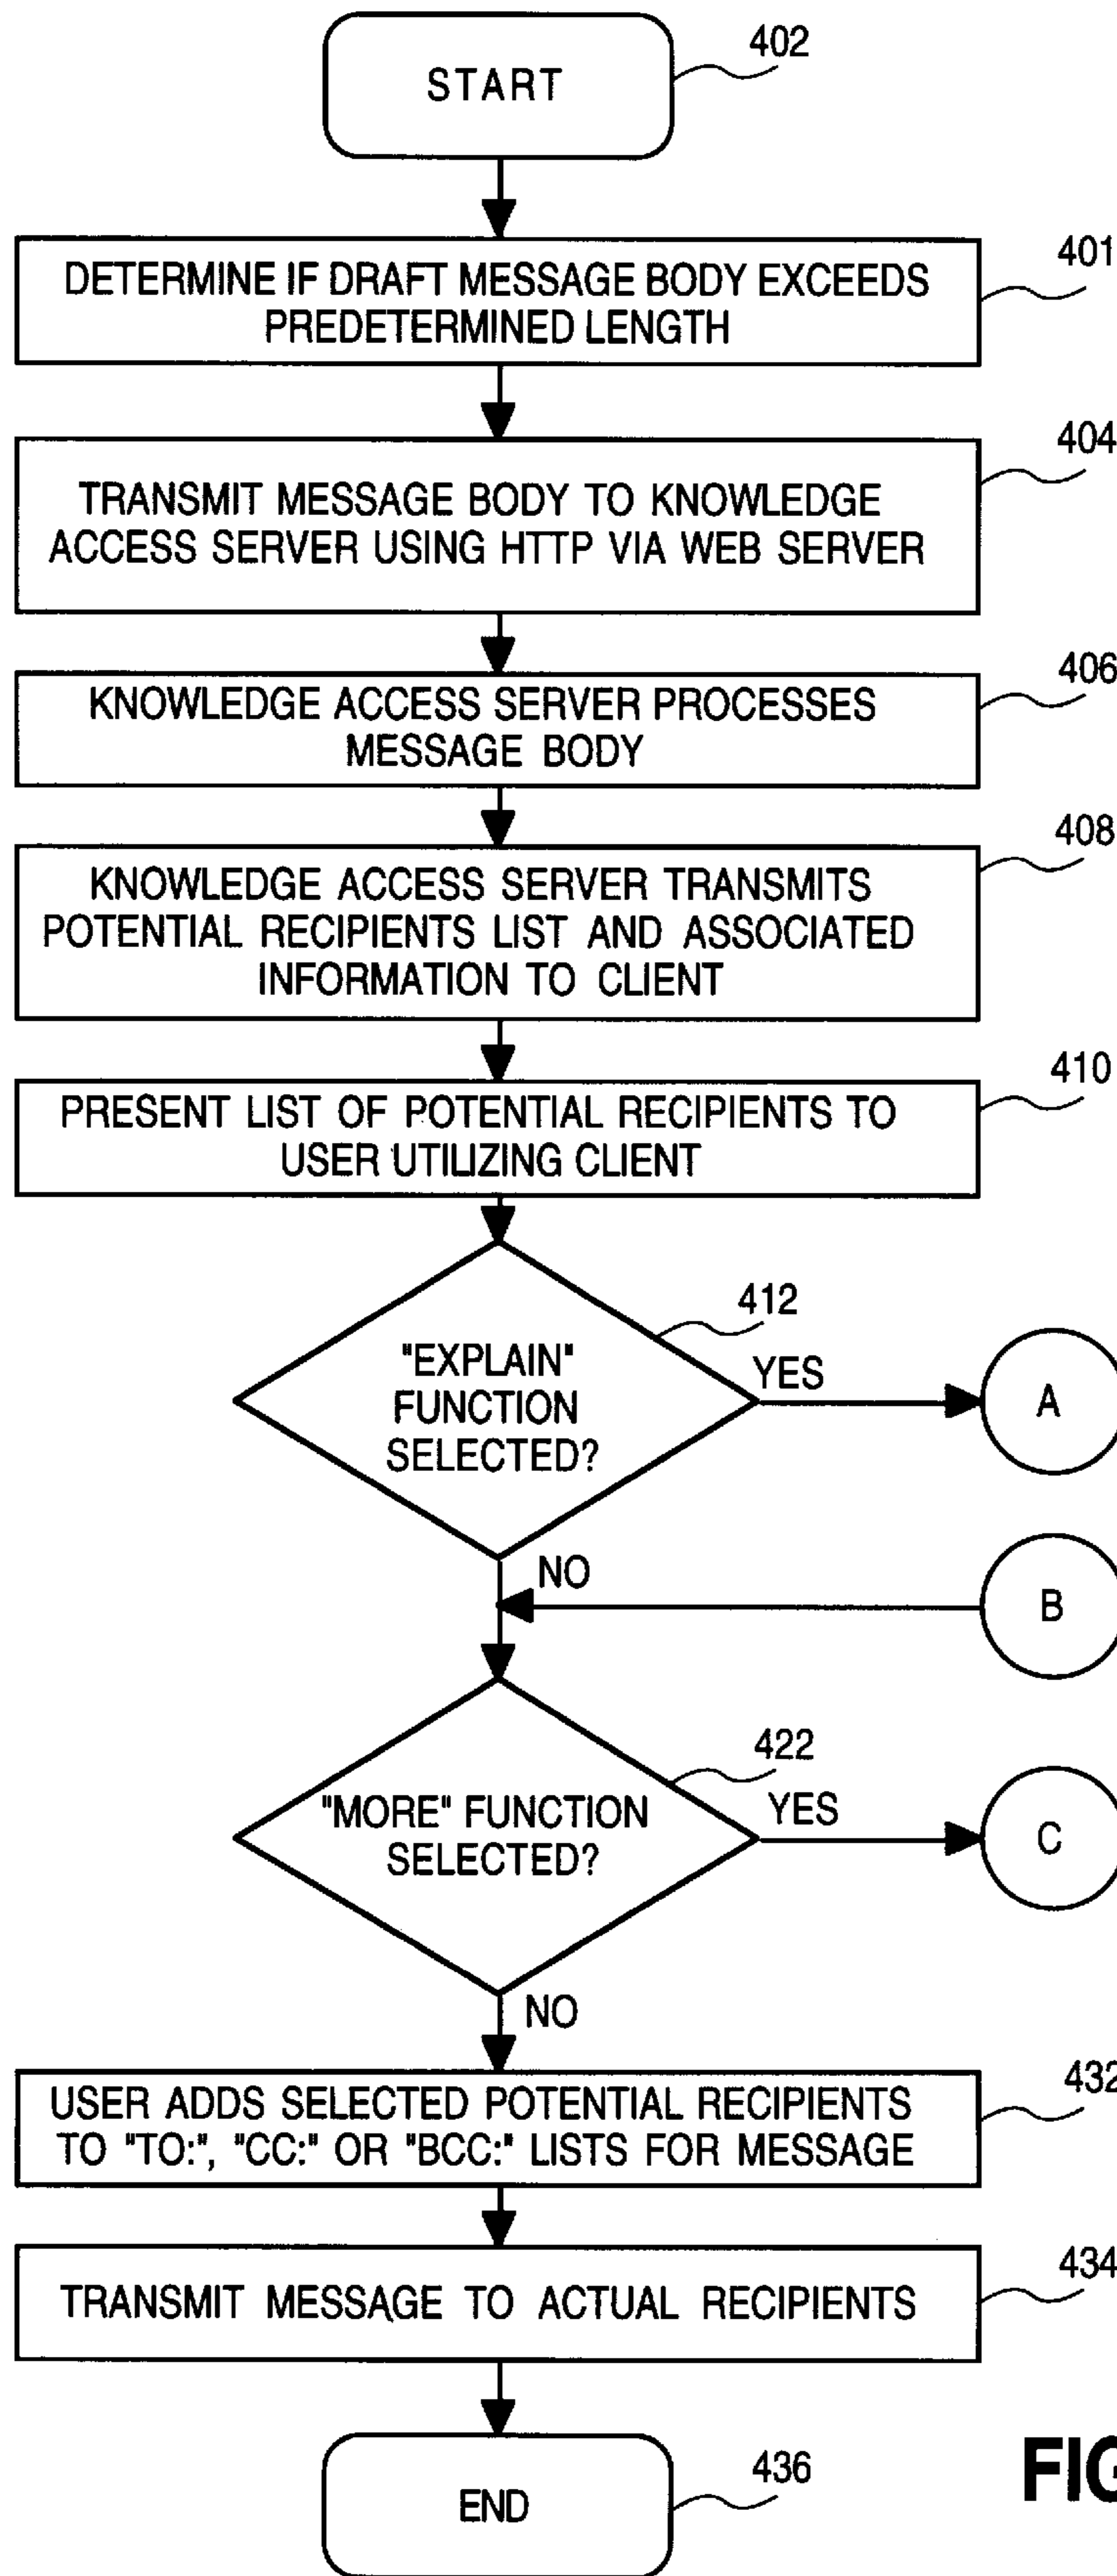 START
402
DETERMINE IF DRAFT MESSAGE BODY EXCEEDS
PREDETERMINED LENGTH
401
TRANSMIT MESSAGE BODY TO KNOWLEDGE
ACCESS SERVER USING HTTP VIA WEB SERVER
404
KNOWLEDGE ACCESS SERVER PROCESSES
MESSAGE BODY
406
KNOWLEDGE ACCESS SERVER TRANSMITS
POTENTIAL RECIPIENTS LIST AND ASSOCIATED
INFORMATION TO CLIENT
408
PRESENT LIST OF POTENTIAL RECIPIENTS TO
USER UTILIZING CLIENT
410
412
"EXPLAIN"
FUNCTION
SELECTED?
YES
A
NO
B
422
"MORE" FUNCTION
SELECTED?
YES
C
NO
USER ADDS SELECTED POTENTIAL RECIPIENTS
TO "TO:", "CC:" OR "BCC:" LISTS FOR MESSAGE
432
TRANSMIT MESSAGE TO ACTUAL RECIPIENTS
434
END
436
FIG